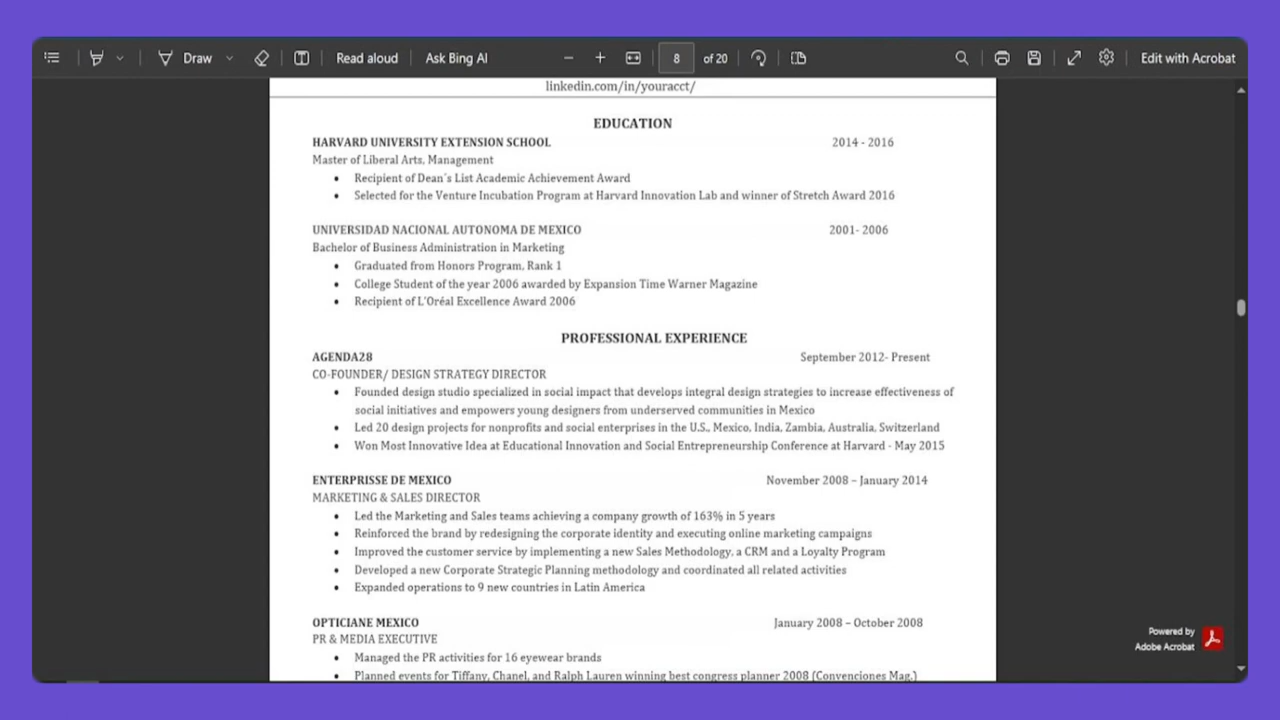 Draw
Read aloud
Ask Bing AI
8 of 20
Edit with Acrobat
linkedin.com/in/youracct/
EDUCATION
HARVARD UNIVERSITY EXTENSION SCHOOL 2014 - 2016
Master of Liberal Arts, Management
• Recipient of Dean´s List Academic Achievement Award
• Selected for the Venture Incubation Program at Harvard Innovation Lab and winner of Stretch Award 2016
UNIVERSIDAD NACIONAL AUTONOMA DE MEXICO 2001- 2006
Bachelor of Business Administration in Marketing
• Graduated from Honors Program, Rank 1
• College Student of the year 2006 awarded by Expansion Time Warner Magazine
• Recipient of L'Oréal Excellence Award 2006
PROFESSIONAL EXPERIENCE
AGENDA28 September 2012- Present
CO-FOUNDER/ DESIGN STRATEGY DIRECTOR
• Founded design studio specialized in social impact that develops integral design strategies to increase effectiveness of
social initiatives and empowers young designers from underserved communities in Mexico
• Led 20 design projects for nonprofits and social enterprises in the U.S., Mexico, India, Zambia, Australia, Switzerland
• Won Most Innovative Idea at Educational Innovation and Social Entrepreneurship Conference at Harvard - May 2015
ENTERPRISSE DE MEXICO November 2008 – January 2014
MARKETING & SALES DIRECTOR
• Led the Marketing and Sales teams achieving a company growth of 163% in 5 years
• Reinforced the brand by redesigning the corporate identity and executing online marketing campaigns
• Improved the customer service by implementing a new Sales Methodology, a CRM and a Loyalty Program
• Developed a new Corporate Strategic Planning methodology and coordinated all related activities
• Expanded operations to 9 new countries in Latin America
OPTICIANE MEXICO January 2008 – October 2008
PR & MEDIA EXECUTIVE
• Managed the PR activities for 16 eyewear brands
• Planned events for Tiffany, Chanel, and Ralph Lauren winning best congress planner 2008 (Convenciones Mag.)
Powered by
Adobe Acrobat